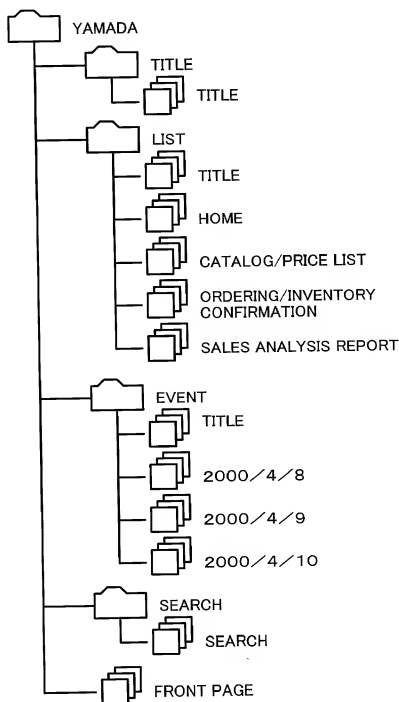 YAMADA
TITLE
TITLE
LIST
TITLE
HOME
CATALOG/PRICE LIST
ORDERING/INVENTORY
CONFIRMATION
SALES ANALYSIS REPORT
EVENT
TITLE
2000/4/8
2000/4/9
2000/4/10
SEARCH
SEARCH
FRONT PAGE